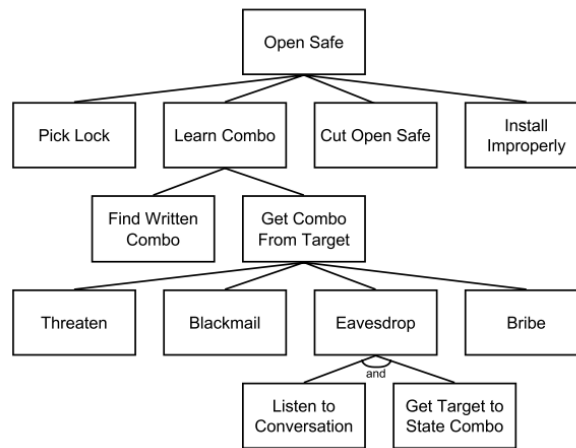 Open Safe
Pick Lock
Learn Combo
Cut Open Safe
Install
Improperly
Find Written
Combo
Get Combo
From Target
Threaten
Blackmail
Eavesdrop
Bribe
and
Listen to
Conversation
Get Target to
State Combo